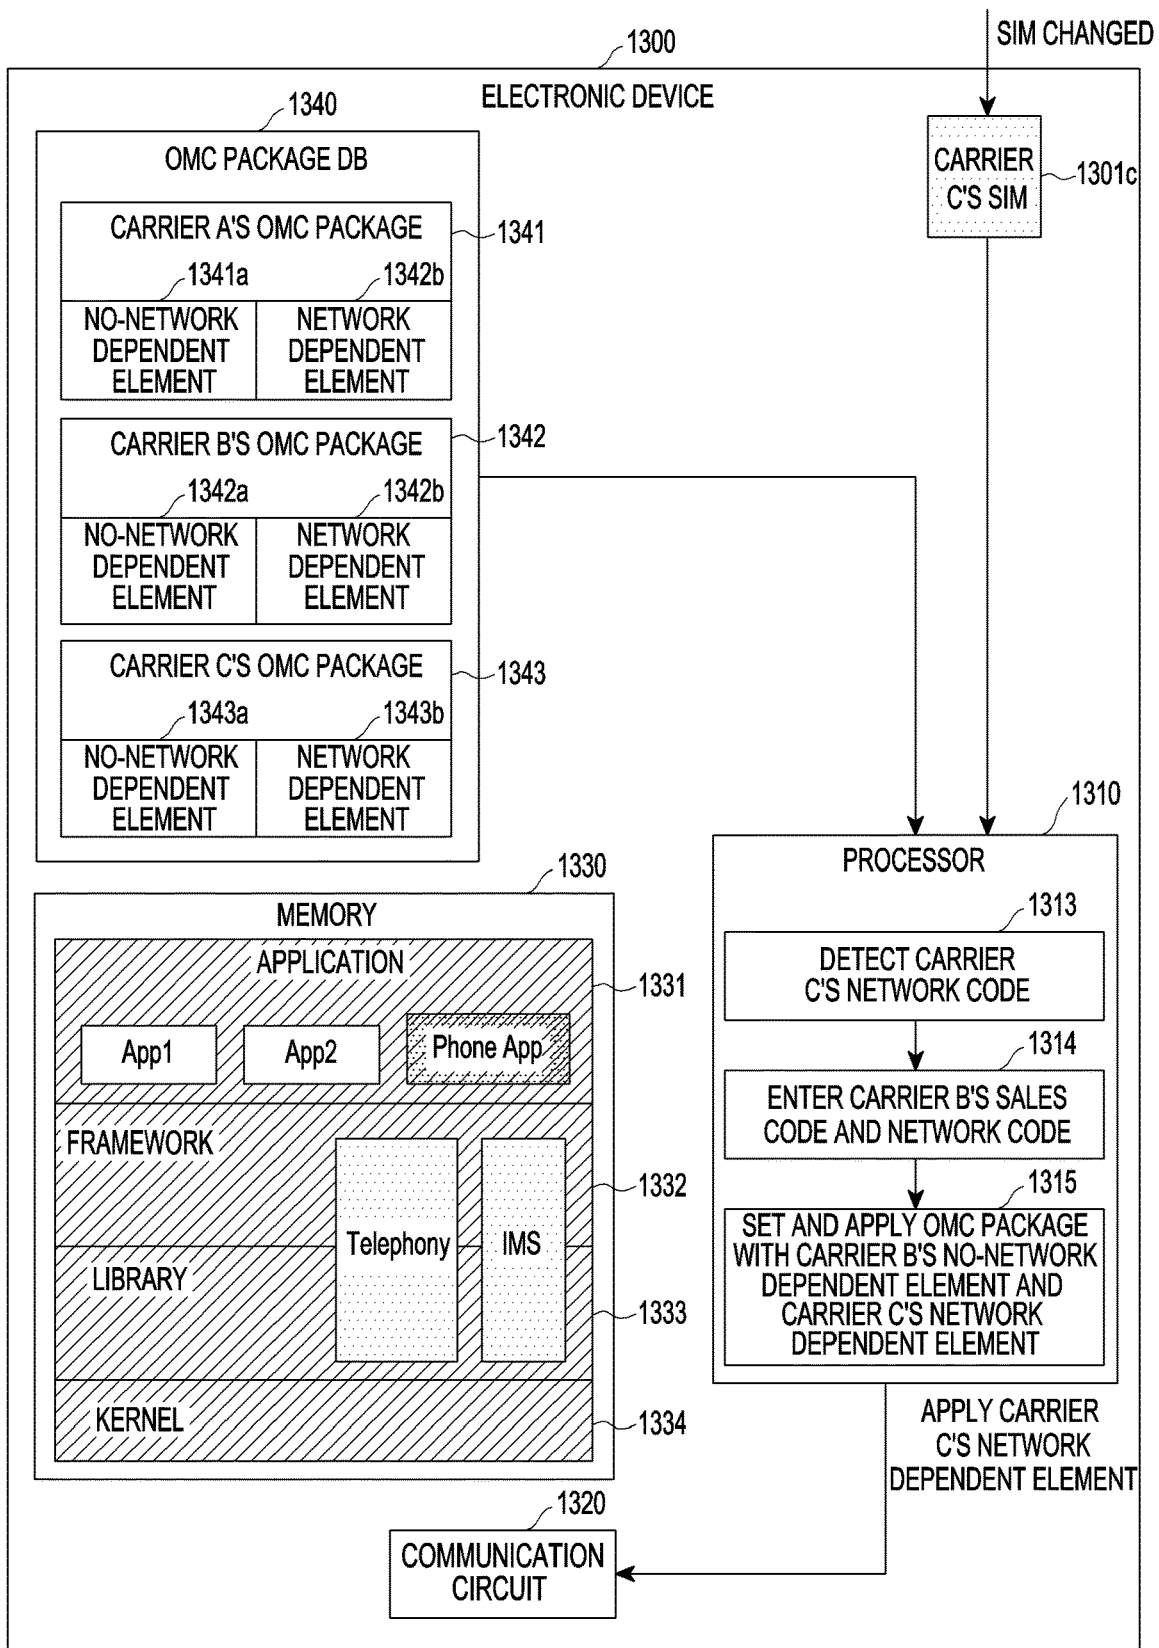 SIM CHANGED
1300
ELECTRONIC DEVICE
1340
OMC PACKAGE DB
CARRIER
C'S SIM
1301c
CARRIER A'S OMC PACKAGE
1341
1341a
1342b
NO-NETWORK
DEPENDENT
ELEMENT
NETWORK
DEPENDENT
ELEMENT
CARRIER B'S OMC PACKAGE
1342
1342a
1342b
NO-NETWORK
DEPENDENT
ELEMENT
NETWORK
DEPENDENT
ELEMENT
CARRIER C'S OMC PACKAGE
1343
1343a
1343b
NO-NETWORK
DEPENDENT
ELEMENT
NETWORK
DEPENDENT
ELEMENT
1310
PROCESSOR
1313
DETECT CARRIER
C'S NETWORK CODE
1314
ENTER CARRIER B'S SALES
CODE AND NETWORK CODE
1315
SET AND APPLY OMC PACKAGE
WITH CARRIER B'S NO-NETWORK
DEPENDENT ELEMENT AND
CARRIER C'S NETWORK
DEPENDENT ELEMENT
1330
MEMORY
APPLICATION
1331
App1
App2
Phone App
FRAMEWORK
1332
Telephony
IMS
LIBRARY
1333
KERNEL
1334
APPLY CARRIER
C'S NETWORK
DEPENDENT ELEMENT
1320
COMMUNICATION
CIRCUIT